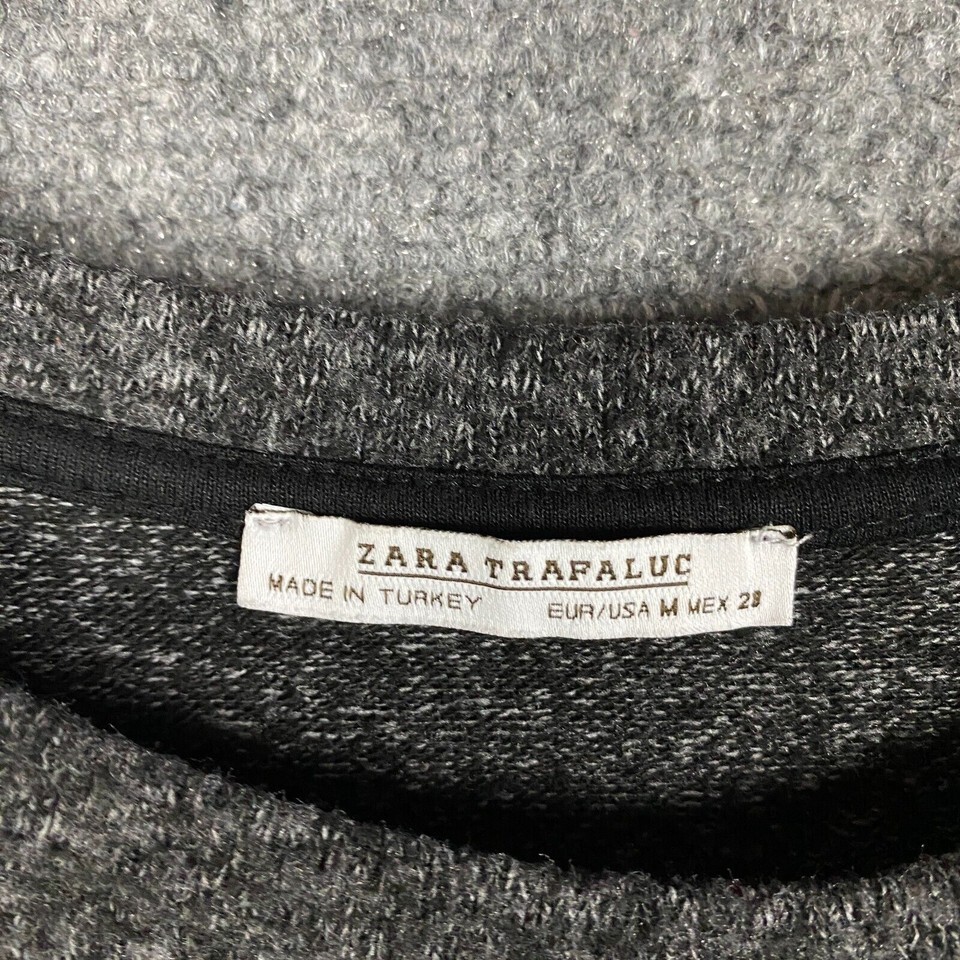 ZARA TRAFALUC
MADE IN TURKEY EUR/USA M MEX 28